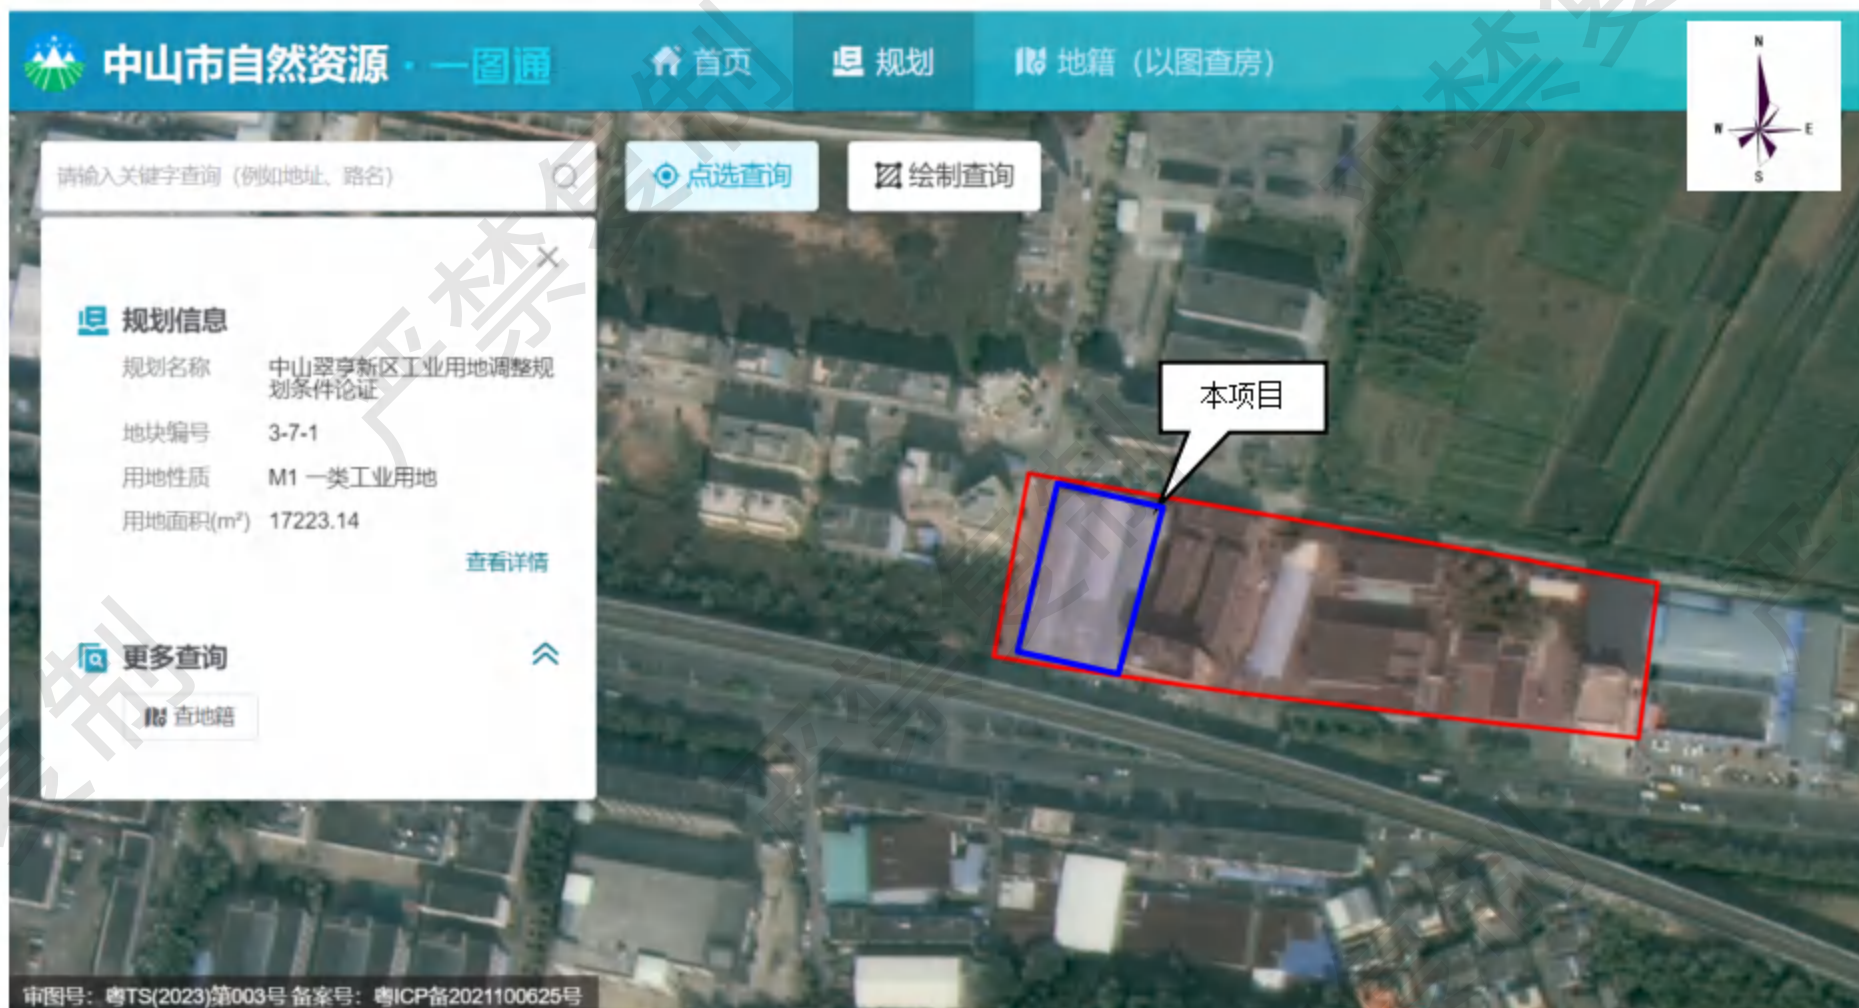 中山市自然资源·一图通
首页
规划
地籍（以图查房）
N
W
E
S
请输入关键字查询（例如地址、路名）
点选查询
绘制查询
规划信息
规划名称 中山翠亨新区工业用地调整规
划条件论证
地块编号 3-7-1
用地性质 M1 一类工业用地
用地面积(m²) 17223.14
查看详情
更多查询
查地籍
本项目
审图号：粤TS(2023)第003号 备案号：粤ICP备2021100625号
严禁复制